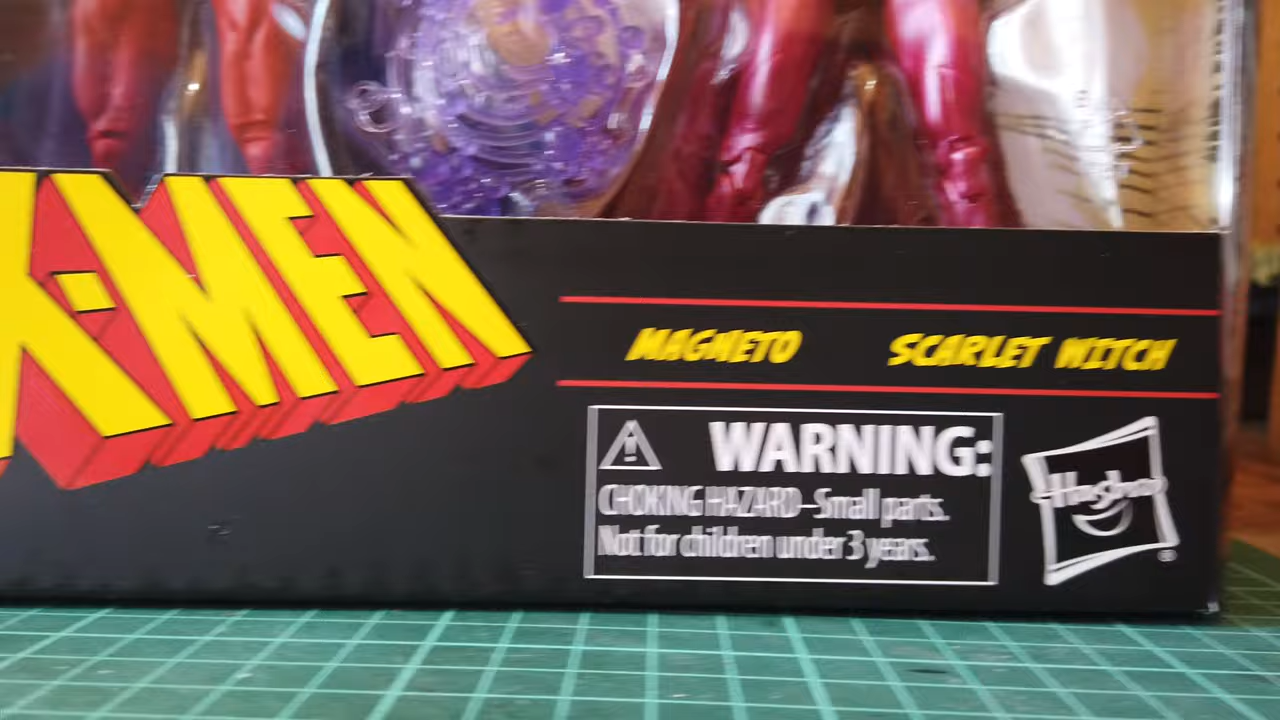 X-MEN
MAGNETO SCARLET WITCH
WARNING:
CHOKING HAZARD–Small parts.
Not for children under 3 years.
Hasbro
®